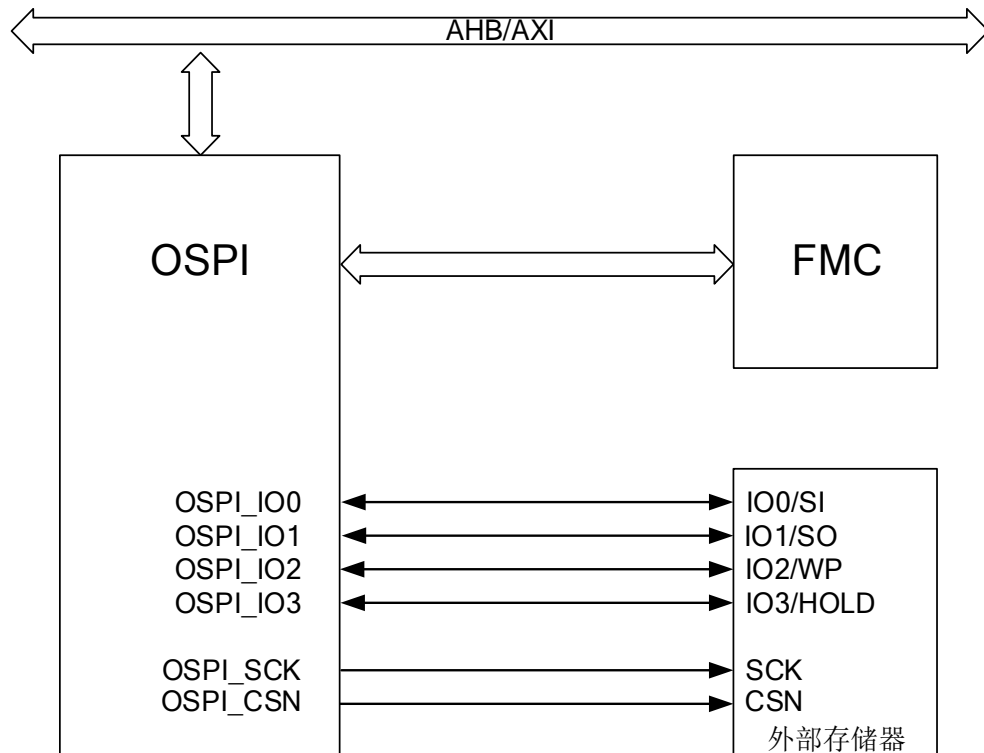 AHB/AXI
OSPI
FMC
OSPI_IO0
IO0/SI
OSPI_IO1
IO1/SO
OSPI_IO2
IO2/WP
OSPI_IO3
IO3/HOLD
OSPI_SCK
SCK
OSPI_CSN
CSN
外部存储器